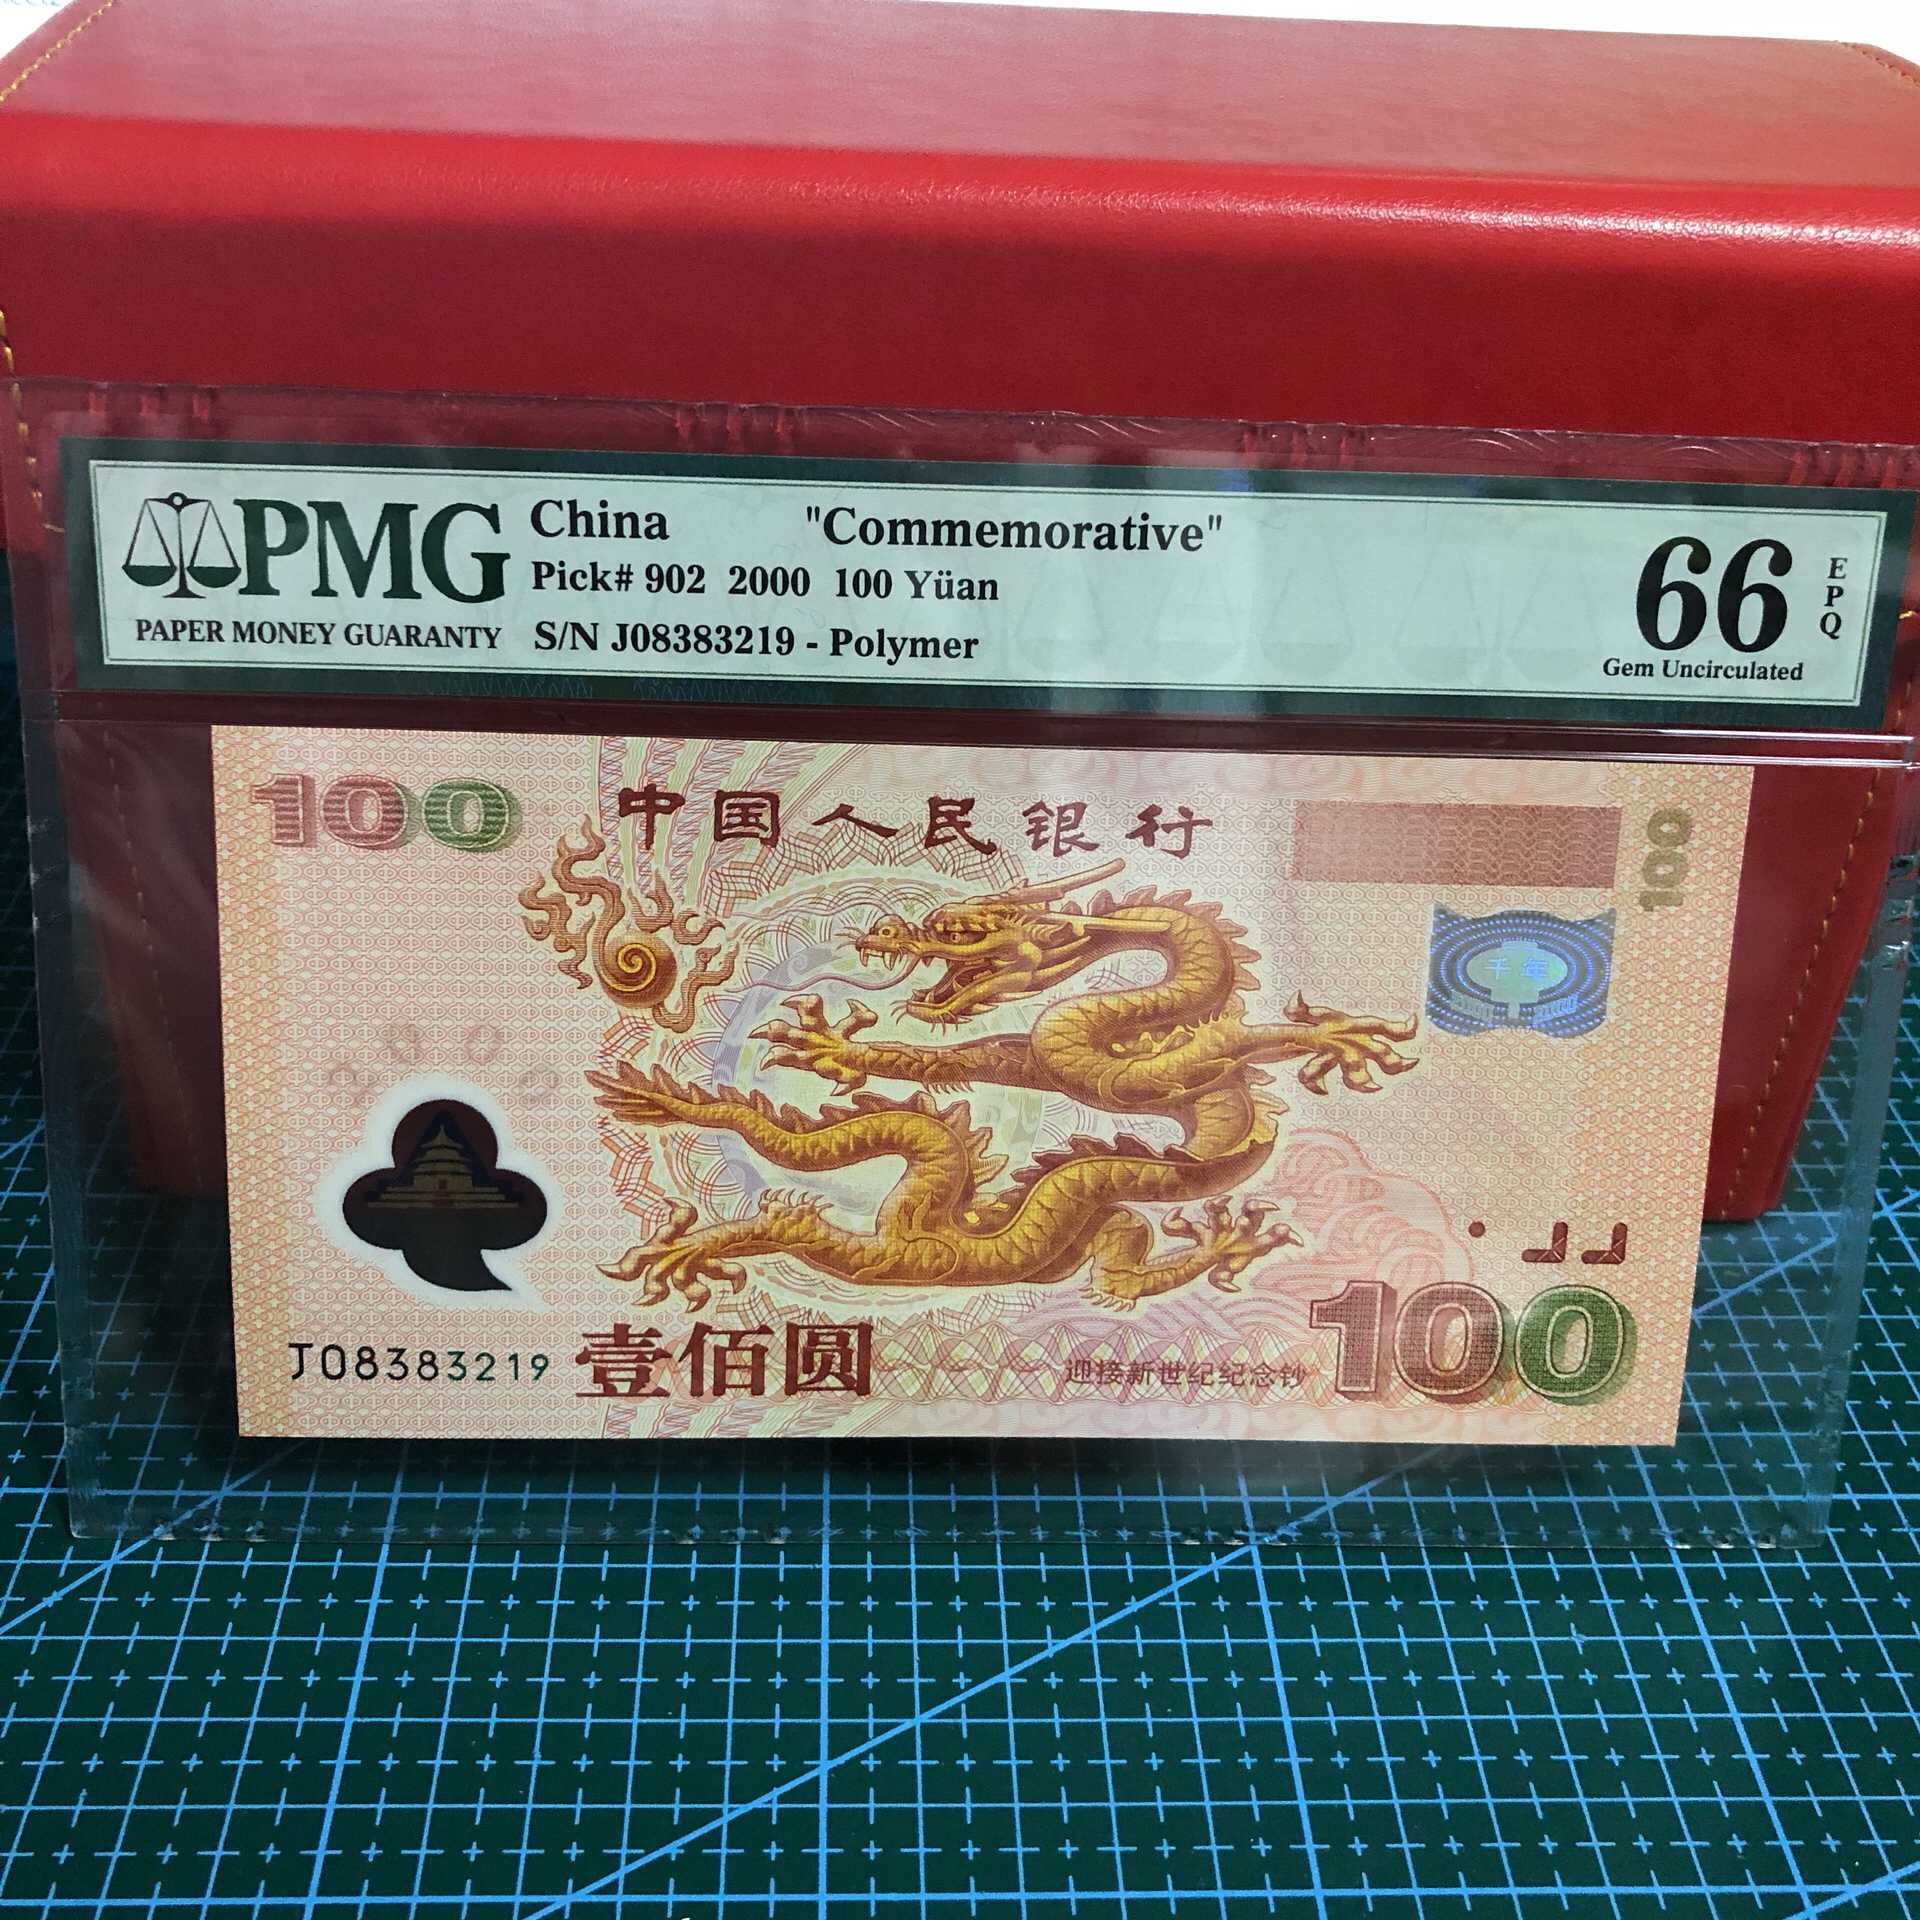 PMG
PAPER MONEY GUARANTY
China "Commemorative"
Pick# 902 2000 100 Yüan
S/N J08383219 - Polymer
66
EPQ
Gem Uncirculated
100
中国人民银行
100
千年
J08383219
壹佰圆
迎接新世纪纪念钞
100